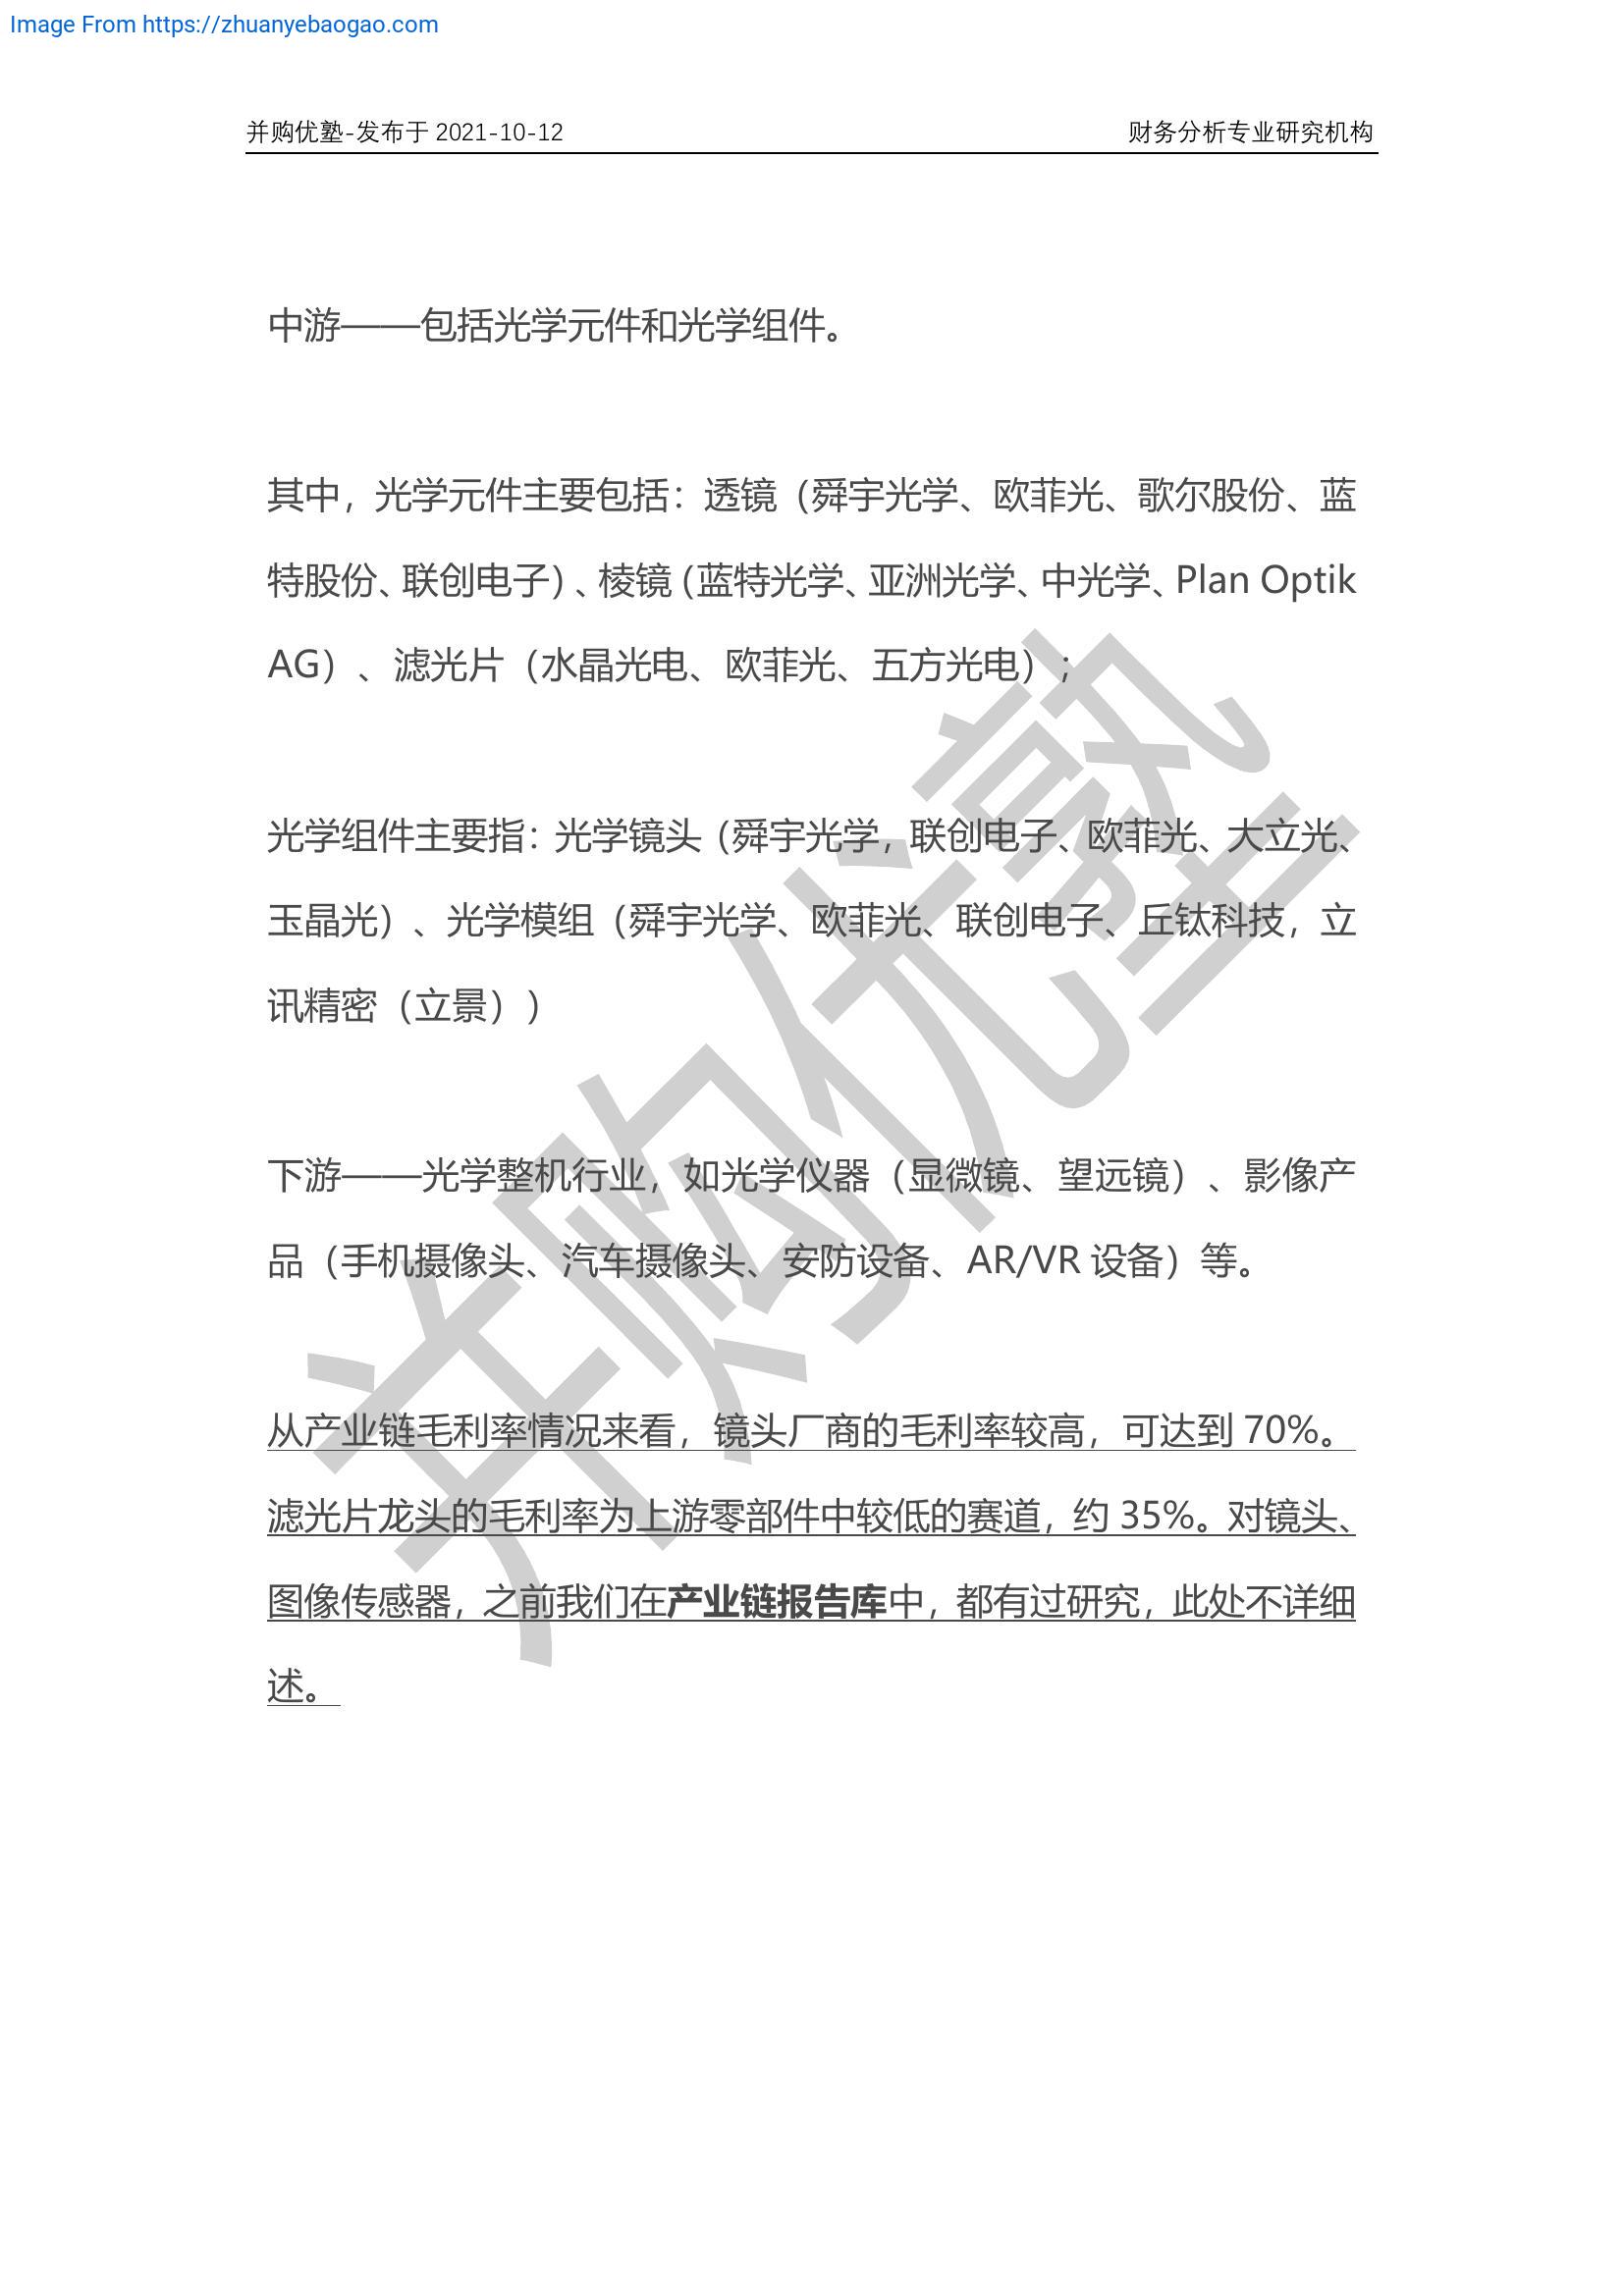 Image From https://zhuanyebaogao.com
并购优塾-发布于 2021-10-12 财务分析专业研究机构
中游——包括光学元件和光学组件。
其中，光学元件主要包括：透镜（舜宇光学、欧菲光、歌尔股份、蓝
特股份、联创电子）、棱镜（蓝特光学、亚洲光学、中光学、Plan Optik
AG）、滤光片（水晶光电、欧菲光、五方光电）；
光学组件主要指：光学镜头（舜宇光学，联创电子、欧菲光、大立光、
玉晶光）、光学模组（舜宇光学、欧菲光、联创电子、丘钛科技，立
讯精密（立景））
下游——光学整机行业，如光学仪器（显微镜、望远镜）、影像产
品（手机摄像头、汽车摄像头、安防设备、AR/VR 设备）等。
从产业链毛利率情况来看，镜头厂商的毛利率较高，可达到 70%。
滤光片龙头的毛利率为上游零部件中较低的赛道，约 35%。对镜头、
图像传感器，之前我们在产业链报告库中，都有过研究，此处不详细
述。
并购优塾